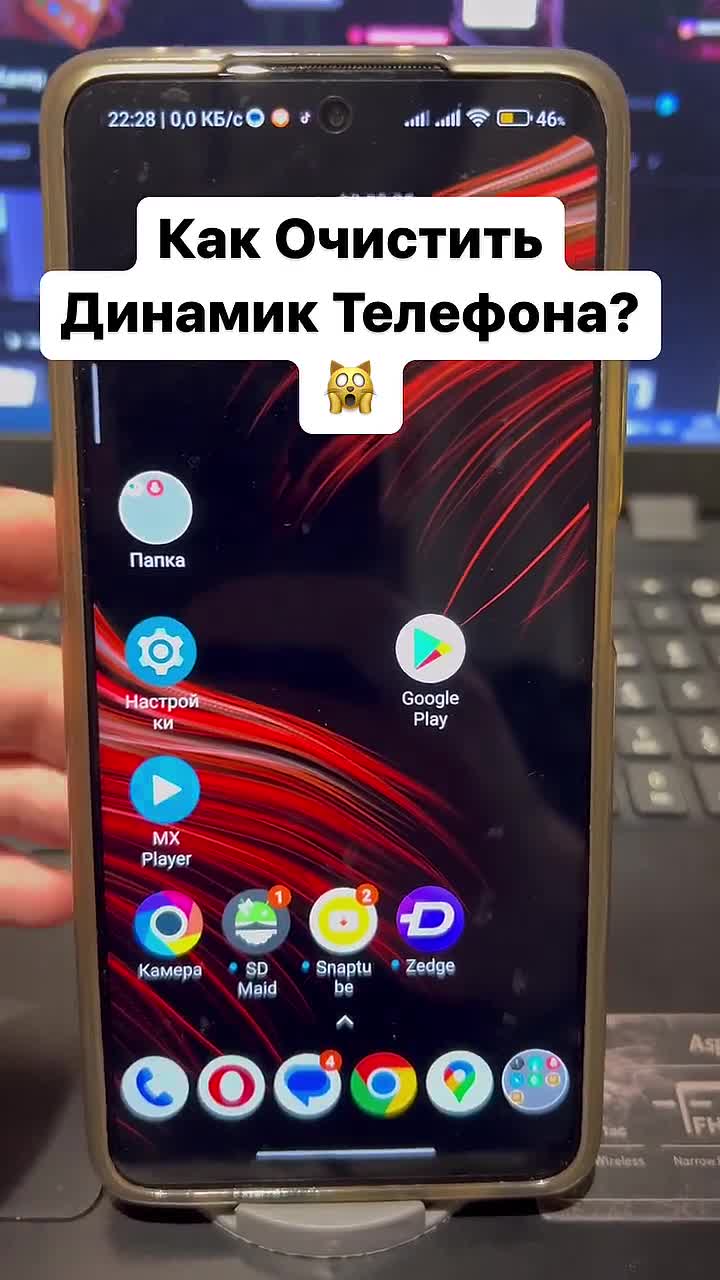 22:28 | 0,0 КБ/с 46%
Как Очистить
Динамик Телефона?
🙀
Папка
Настрой
ки
Google
Play
MX
Player
1
2
Камера
SD
Maid
Snaptu
be
Zedge
4
Asp
FH
Wireless
Narrow